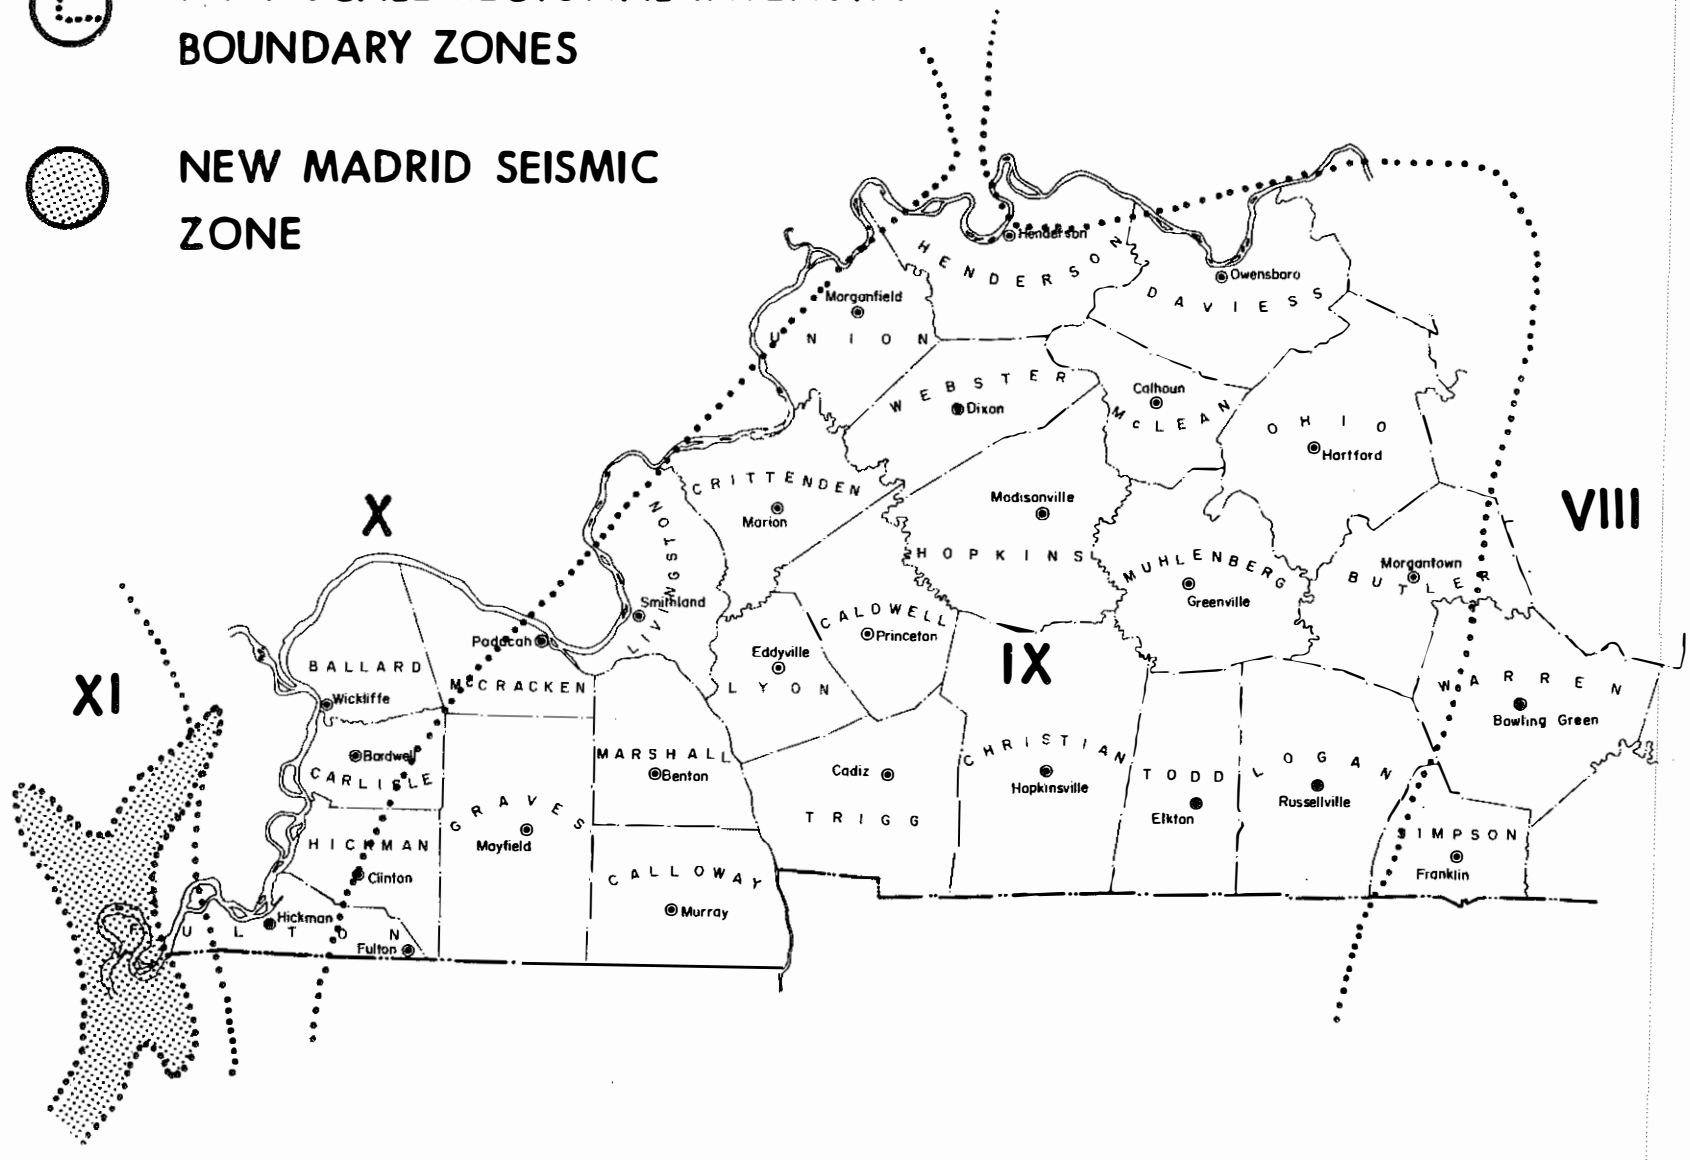 BOUNDARY ZONES
NEW MADRID SEISMIC
ZONE
Henderson
HENDERSON
Owensboro
DAVIESS
Morganfield
UNION
WEBSTER
Dixon
Calhoun
McLEAN
OHIO
Hartford
CRITTENDEN
Marion
Madisonville
HOPKINS
X
VIII
LIVINGSTON
Smithland
MUHLENBERG
Greenville
Morgantown
BUTLER
CALDWELL
Princeton
Paducah
Eddyville
LYON
IX
BALLARD
McCRACKEN
XI
Wickliffe
WARREN
Bowling Green
Bardwell
CARLISLE
MARSHALL
Benton
Cadiz
TRIGG
CHRISTIAN
Hopkinsville
TODD
Elkton
LOGAN
Russellville
GRAVES
Mayfield
HICKMAN
Clinton
SIMPSON
Franklin
CALLOWAY
Murray
Hickman
FULTON
Fulton